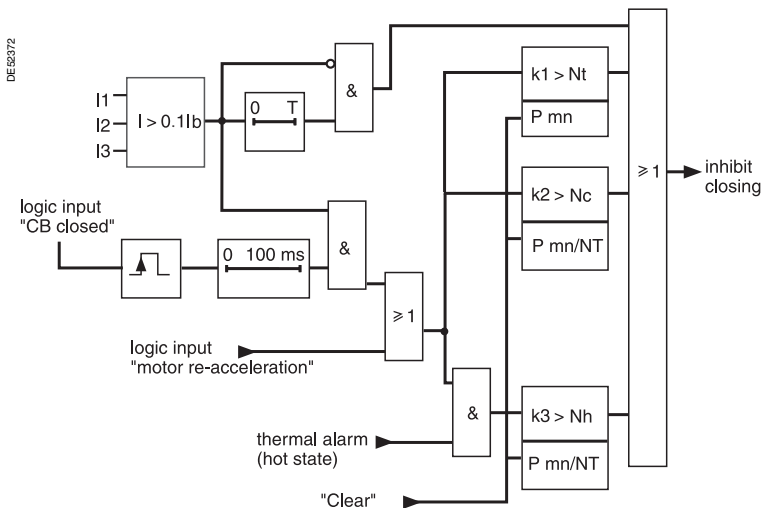 DE52372
I1
I2
I3
I > 0.1Ib
0 T
&
k1 > Nt
P mn
≥ 1
inhibit
closing
k2 > Nc
P mn/NT
logic input
"CB closed"
0 100 ms
&
≥ 1
logic input
"motor re-acceleration"
&
k3 > Nh
P mn/NT
thermal alarm
(hot state)
"Clear"